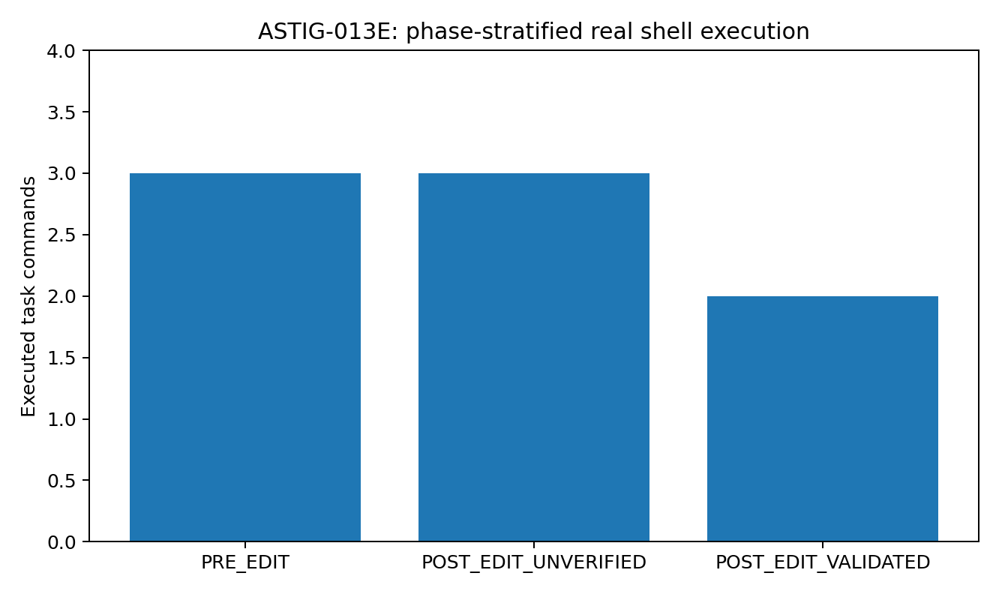 ASTIG-013E: phase-stratified real shell execution
Executed task commands
4.0
3.5
3.0
2.5
2.0
1.5
1.0
0.5
0.0
PRE_EDIT
POST_EDIT_UNVERIFIED
POST_EDIT_VALIDATED